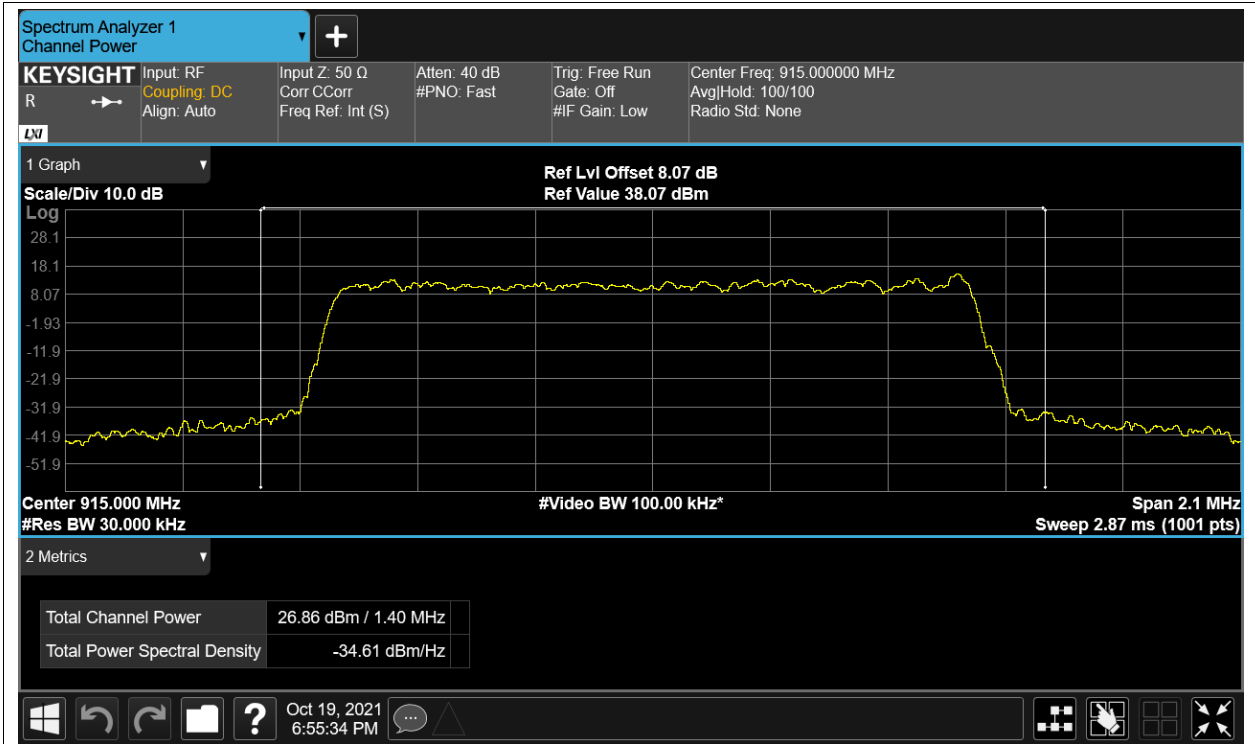 Spectrum Analyzer 1
Channel Power
KEYSIGHT
R
LXI
Input: RF
Coupling: DC
Align: Auto
Input Z: 50 Ω
Corr CCorr
Freq Ref: Int (S)
Atten: 40 dB
#PNO: Fast
Trig: Free Run
Gate: Off
#IF Gain: Low
Center Freq: 915.000000 MHz
Avg|Hold: 100/100
Radio Std: None
1 Graph
Scale/Div 10.0 dB
Ref Lvl Offset 8.07 dB
Ref Value 38.07 dBm
Log
28.1
18.1
8.07
-1.93
-11.9
-21.9
-31.9
-41.9
-51.9
Center 915.000 MHz
#Video BW 100.00 kHz*
Span 2.1 MHz
#Res BW 30.000 kHz
Sweep 2.87 ms (1001 pts)
2 Metrics
Total Channel Power 26.86 dBm / 1.40 MHz
Total Power Spectral Density -34.61 dBm/Hz
?
Oct 19, 2021
6:55:34 PM